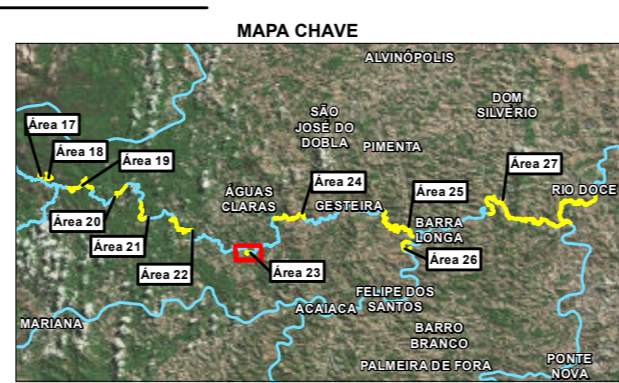 MAPA CHAVE
ALVINÓPOLIS
DOM
SILVÉRIO
SÃO
JOSÉ DO
DOBLA
PIMENTA
Área 17
Área 18
Área 19
Área 20
Área 21
Área 22
ÁGUAS
CLARAS
Área 24
GESTEIRA
Área 25
Área 27
RIO DOCE
BARRA
LONGA
Área 26
Área 23
FELIPE DOS
SANTOS
ACAIACA
MARIANA
BARRO
BRANCO
PALMEIRA DE FORA
PONTE
NOVA